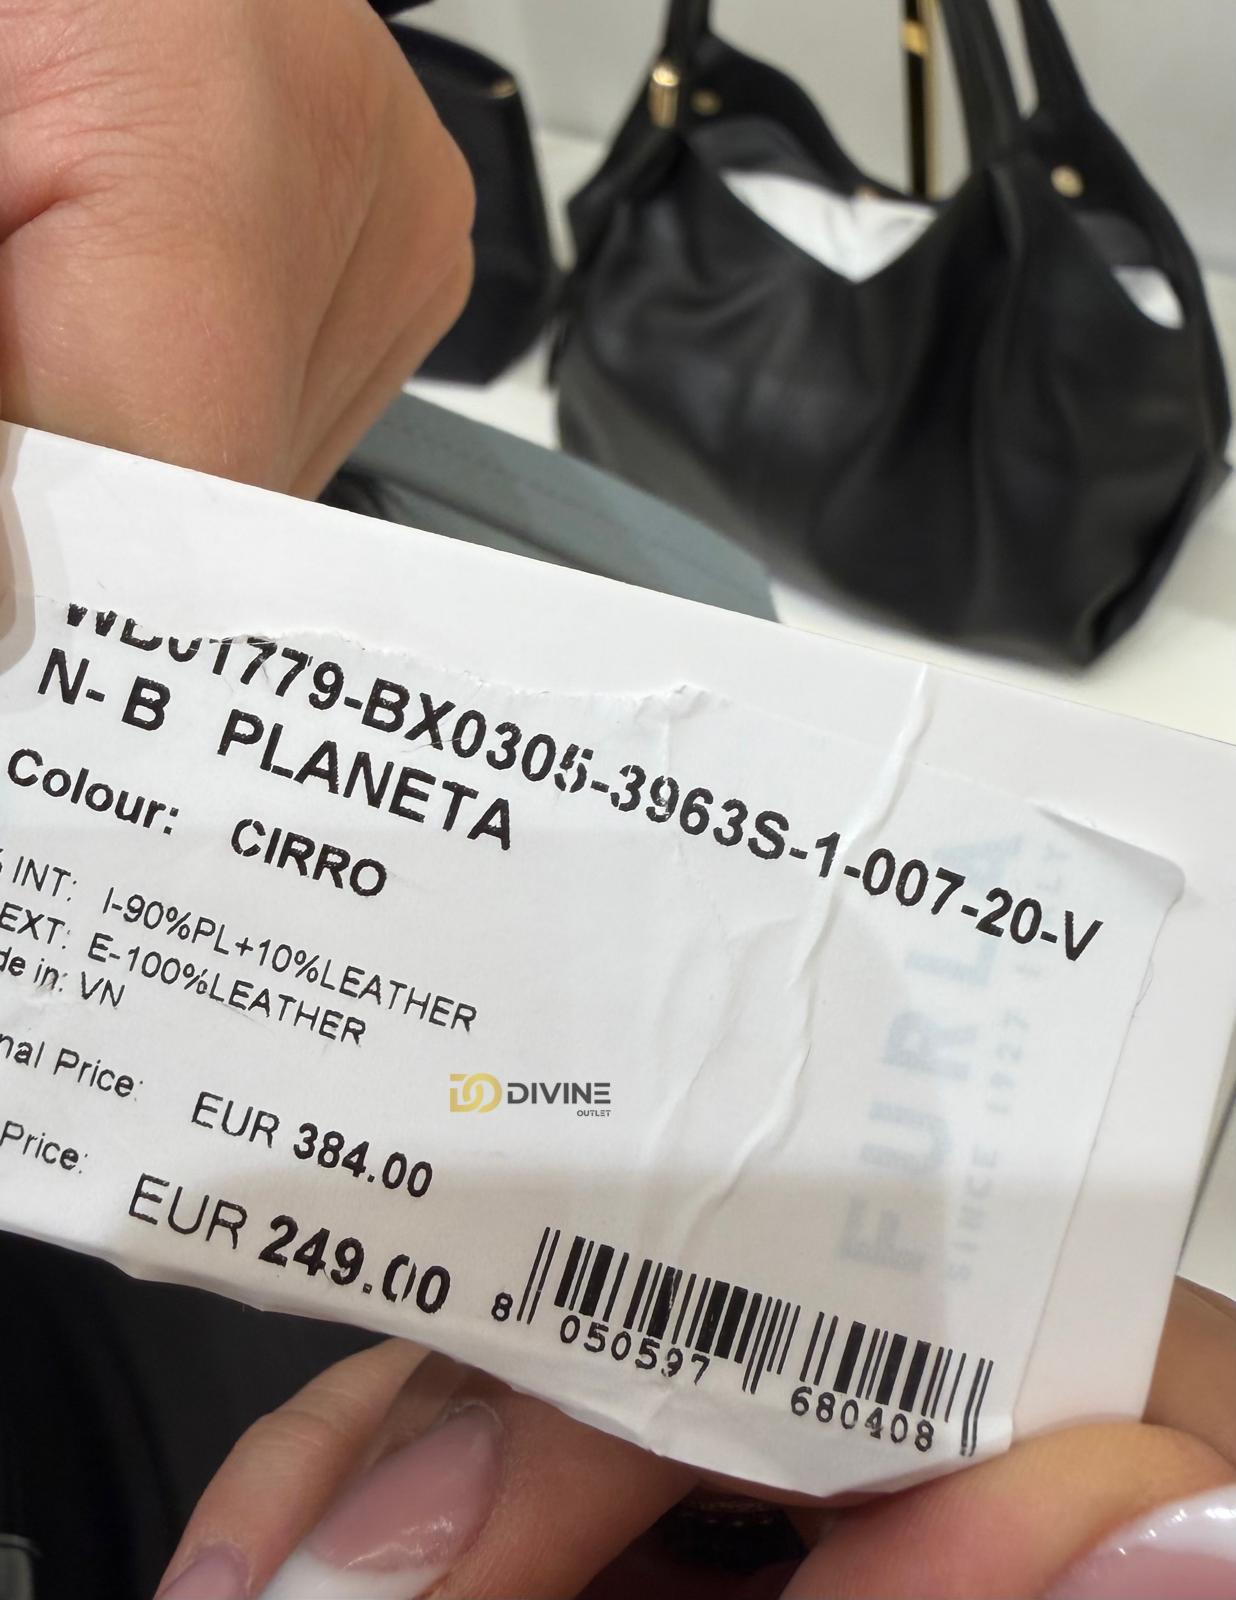 WB01779-BX0305-3963S-1-007-20-V
N- B PLANETA
Colour: CIRRO
INT: I-90%PL+10%LEATHER
EXT: E-100%LEATHER
de in: VN
nal Price: EUR 384.00
Price: EUR 249.00
8 050597 680408
DIVINE
OUTLET
FURLA
SINCE 1927 ITALY